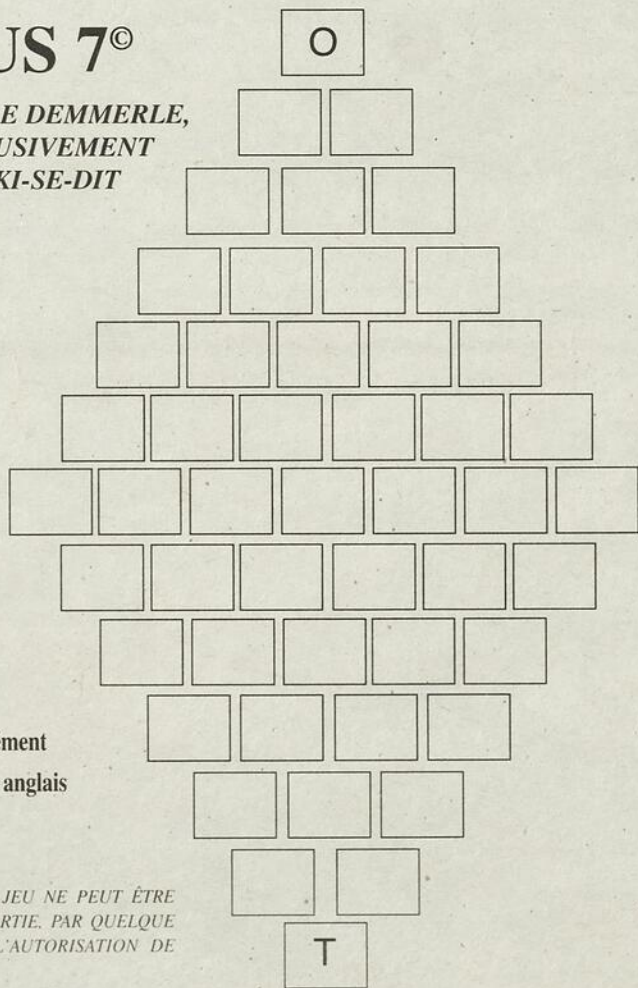 US 7©
O
E DEMMERLE,
USIVEMENT
KI-SE-DIT
ement
anglais
JEU NE PEUT ÊTRE
RTIE, PAR QUELQUE
L'AUTORISATION DE
T